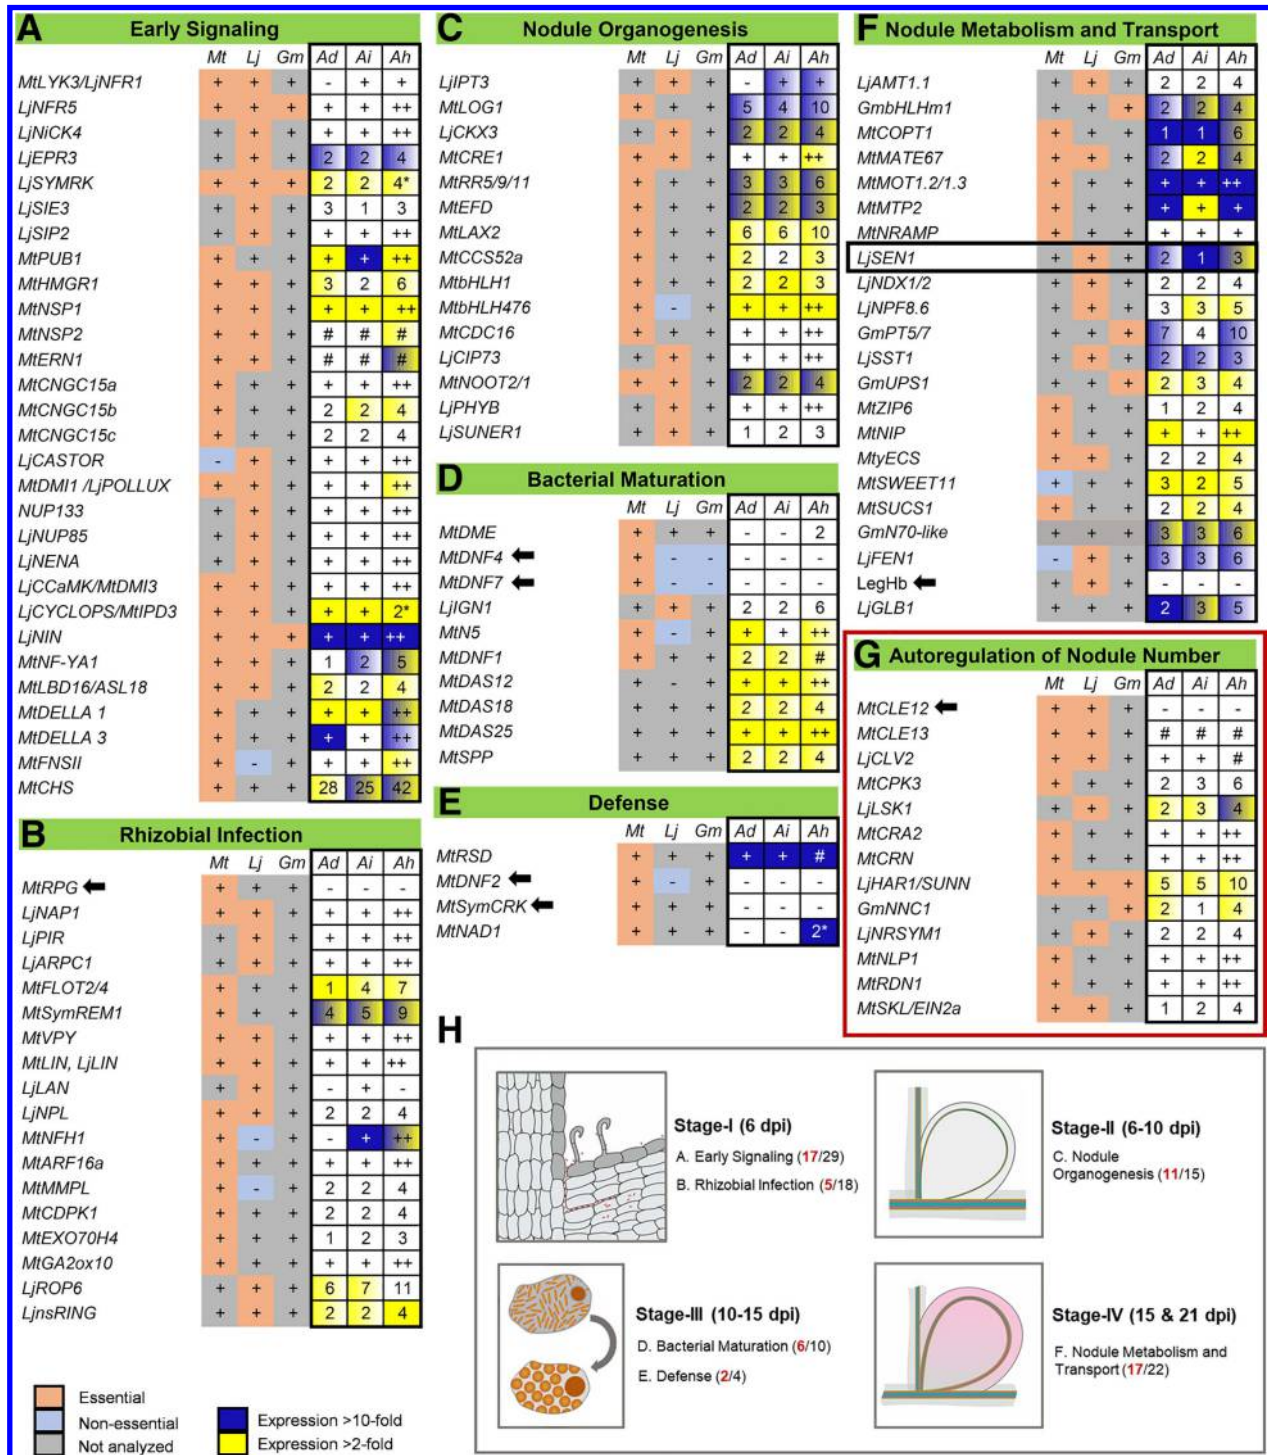 A Early Signaling
Mt Lj Gm Ad Ai Ah
MtLYK3/LjNFR1 + + + - + +
LjNFR5 + + + + + ++
LjNiCK4 + + + + + ++
LjEPR3 + + + 2 2 4
LjSYMRK + + + 2 2 4*
LjSIE3 + + + 3 1 3
LjSIP2 + + + + + ++
MtPUB1 + + + + + ++
MtHMGR1 + + + 3 2 6
MtNSP1 + + + + + ++
MtNSP2 + + + # # #
MtERN1 + + + # # #
MtCNGC15a + + + + + ++
MtCNGC15b + + + 2 2 4
MtCNGC15c + + + 2 2 4
LjCASTOR - + + + + ++
MtDMI1 /LjPOLLUX + + + + + ++
NUP133 + + + + + ++
LjNUP85 + + + + + ++
LjNENA + + + + + ++
LjCCaMK/MtDMI3 + + + + + ++
LjCYCLOPS/MtIPD3 + + + + + 2*
LjNIN + + + + + ++
MtNF-YA1 + + + 1 2 5
MtLBD16/ASL18 + + + 2 2 4
MtDELLA 1 + + + + + ++
MtDELLA 3 + + + + + ++
MtFNSII + - + + + ++
MtCHS + + + 28 25 42
B Rhizobial Infection
Mt Lj Gm Ad Ai Ah
MtRPG + + + - - -
LjNAP1 + + + + + ++
LjPIR + + + + + ++
LjARPC1 + + + + + ++
MtFLOT2/4 + + + 1 4 7
MtSymREM1 + + + 4 5 9
MtVPY + + + + + ++
MtLIN, LjLIN + + + + + ++
LjLAN + + + - + -
LjNPL + + + 2 2 4
MtNFH1 + - + - + ++
MtARF16a + + + + + ++
MtMMPL + - + 2 2 4
MtCDPK1 + + + 2 2 4
MtEXO70H4 + + + 1 2 3
MtGA2ox10 + + + + + ++
LjROP6 + + + 6 7 11
LjnsRING + + + 2 2 4
Essential
Non-essential
Not analyzed
Expression >10-fold
Expression >2-fold
C Nodule Organogenesis
Mt Lj Gm Ad Ai Ah
LjIPT3 + + + - + +
MtLOG1 + + + 5 4 10
LjCKX3 + + + 2 2 4
MtCRE1 + + + + + ++
MtRR5/9/11 + + + 3 3 6
MtEFD + + + 2 2 3
MtLAX2 + + + 6 6 10
MtCCS52a + + + 2 2 3
MtbHLH1 + + + 2 2 3
MtbHLH476 + - + + + ++
MtCDC16 + + + + + ++
LjCIP73 + + + + + ++
MtNOOT2/1 + + + 2 2 4
LjPHYB + + + + + ++
LjSUNER1 + + + 1 2 3
D Bacterial Maturation
Mt Lj Gm Ad Ai Ah
MtDME + + + - - 2
MtDNF4 + - - - - -
MtDNF7 + - - - - -
LjIGN1 + + + 2 2 6
MtN5 + - + + + ++
MtDNF1 + + + 2 2 #
MtDAS12 + - + + + ++
MtDAS18 + + + 2 2 4
MtDAS25 + + + + + ++
MtSPP + + + 2 2 4
E Defense
Mt Lj Gm Ad Ai Ah
MtRSD + + + + + #
MtDNF2 + - + - - -
MtSymCRK + + + - - -
MtNAD1 + + + - - 2*
F Nodule Metabolism and Transport
Mt Lj Gm Ad Ai Ah
LjAMT1.1 + + + 2 2 4
GmbHLHm1 + + + 2 2 4
MtCOPT1 + + + 1 1 6
MtMATE67 + + + 2 2 4
MtMOT1.2/1.3 + + + + + ++
MtMTP2 + + + + + +
MtNRAMP + + + + + +
LjSEN1 + + + 2 1 3
LjNDX1/2 + + + 2 2 4
LjNPF8.6 + + + 3 3 5
GmPT5/7 + + + 7 4 10
LjSST1 + + + 2 2 3
GmUPS1 + + + 2 3 4
MtZIP6 + + + 1 2 4
MtNIP + + + + + ++
MtyECS + + + 2 2 4
MtSWEET11 - + + 3 2 5
MtSUCS1 + + + 2 2 4
GmN70-like + + + 3 3 6
LjFEN1 - + + 3 3 6
LegHb + + + - - -
LjGLB1 + + + 2 3 5
G Autoregulation of Nodule Number
Mt Lj Gm Ad Ai Ah
MtCLE12 + + + - - -
MtCLE13 + + + # # #
LjCLV2 + + + + + #
MtCPK3 + + + 2 3 6
LjLSK1 + + + 2 3 4
MtCRA2 + + + + + ++
MtCRN + + + + + ++
LjHAR1/SUNN + + + 5 5 10
GmNNC1 + + + 2 1 4
LjNRSYM1 + + + 2 2 4
MtNLP1 + + + + + ++
MtRDN1 + + + + + ++
MtSKL/EIN2a + + + 1 2 4
H
Stage-I (6 dpi)
A. Early Signaling (17/29)
B. Rhizobial Infection (5/18)
Stage-II (6-10 dpi)
C. Nodule
Organogenesis (11/15)
Stage-III (10-15 dpi)
D. Bacterial Maturation (6/10)
E. Defense (2/4)
Stage-IV (15 & 21 dpi)
F. Nodule Metabolism and
Transport (17/22)